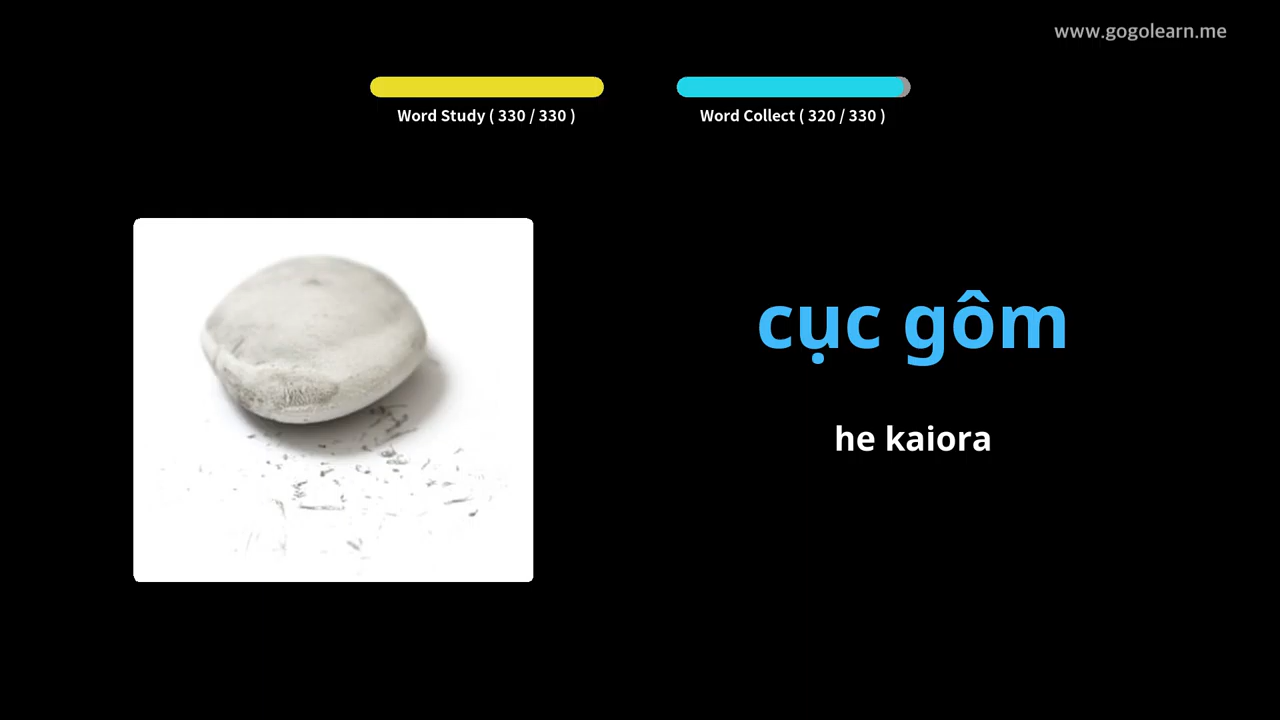 www.gogolearn.me
Word Study ( 330 / 330 )
Word Collect ( 320 / 330 )
cục gôm
he kaiora